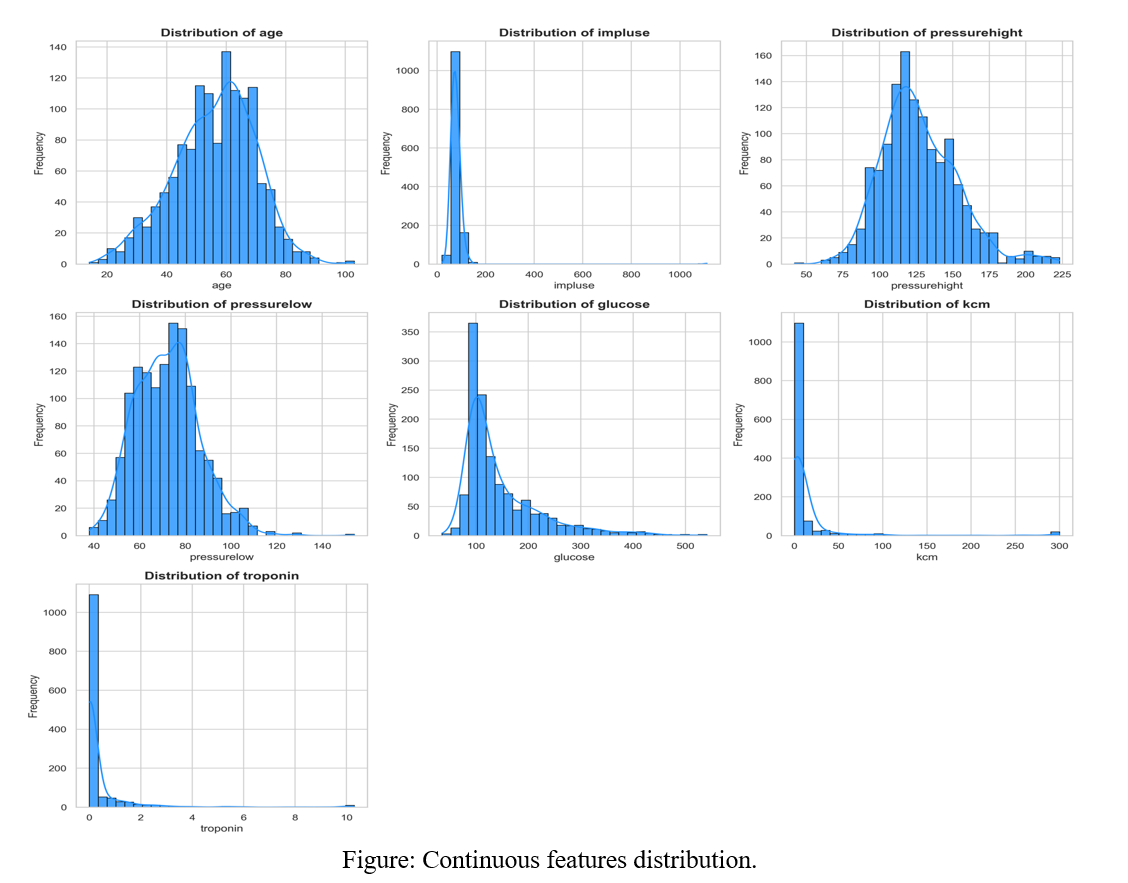 Distribution of age
140
120
100
80
60
40
20
0
20 40 60 80 100
Frequency
age
Distribution of impluse
1000
800
600
400
200
0
0 200 400 600 800 1000
Frequency
impluse
Distribution of pressurehight
160
140
120
100
80
60
40
20
0
50 75 100 125 150 175 200 225
Frequency
pressurehight
Distribution of pressurelow
160
140
120
100
80
60
40
20
0
40 60 80 100 120 140
Frequency
pressurelow
Distribution of glucose
350
300
250
200
150
100
50
0
100 200 300 400 500
Frequency
glucose
Distribution of kcm
1000
800
600
400
200
0
0 50 100 150 200 250 300
Frequency
kcm
Distribution of troponin
1000
800
600
400
200
0
0 2 4 6 8 10
Frequency
troponin
Figure: Continuous features distribution.